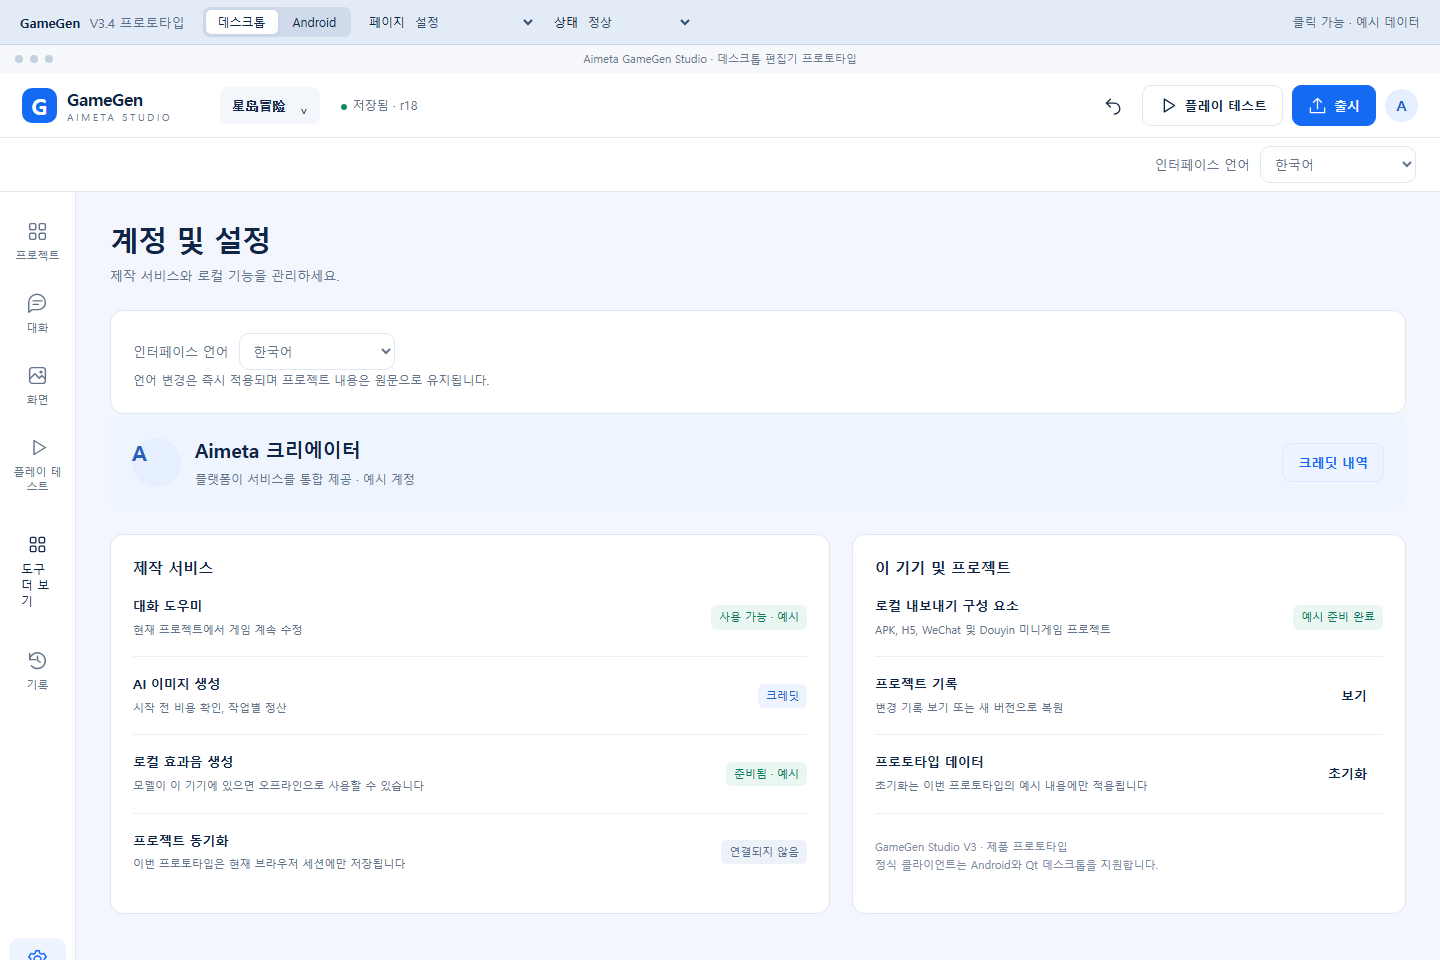 GameGen V3.4 프로토타입 데스크톱 Android 페이지 설정 상태 정상 클릭 가능 · 예시 데이터
Aimeta GameGen Studio · 데스크톱 편집기 프로토타입
G GameGen
AIMETA STUDIO
星岛冒险
저장됨 · r18
플레이 테스트
출시
A
인터페이스 언어 한국어
프로젝트
대화
화면
플레이 테
스트
도구
더 보
기
기록
계정 및 설정
제작 서비스와 로컬 기능을 관리하세요.
인터페이스 언어 한국어
언어 변경은 즉시 적용되며 프로젝트 내용은 원문으로 유지됩니다.
A
Aimeta 크리에이터
플랫폼이 서비스를 통합 제공 · 예시 계정
크레딧 내역
제작 서비스
대화 도우미
현재 프로젝트에서 게임 계속 수정
사용 가능 · 예시
AI 이미지 생성
시작 전 비용 확인, 작업별 정산
크레딧
로컬 효과음 생성
모델이 이 기기에 있으면 오프라인으로 사용할 수 있습니다
준비됨 · 예시
프로젝트 동기화
이번 프로토타입은 현재 브라우저 세션에만 저장됩니다
연결되지 않음
이 기기 및 프로젝트
로컬 내보내기 구성 요소
APK, H5, WeChat 및 Douyin 미니게임 프로젝트
예시 준비 완료
프로젝트 기록
변경 기록 보기 또는 새 버전으로 복원
보기
프로토타입 데이터
초기화는 이번 프로토타입의 예시 내용에만 적용됩니다
초기화
GameGen Studio V3 · 제품 프로토타입
정식 클라이언트는 Android와 Qt 데스크톱을 지원합니다.